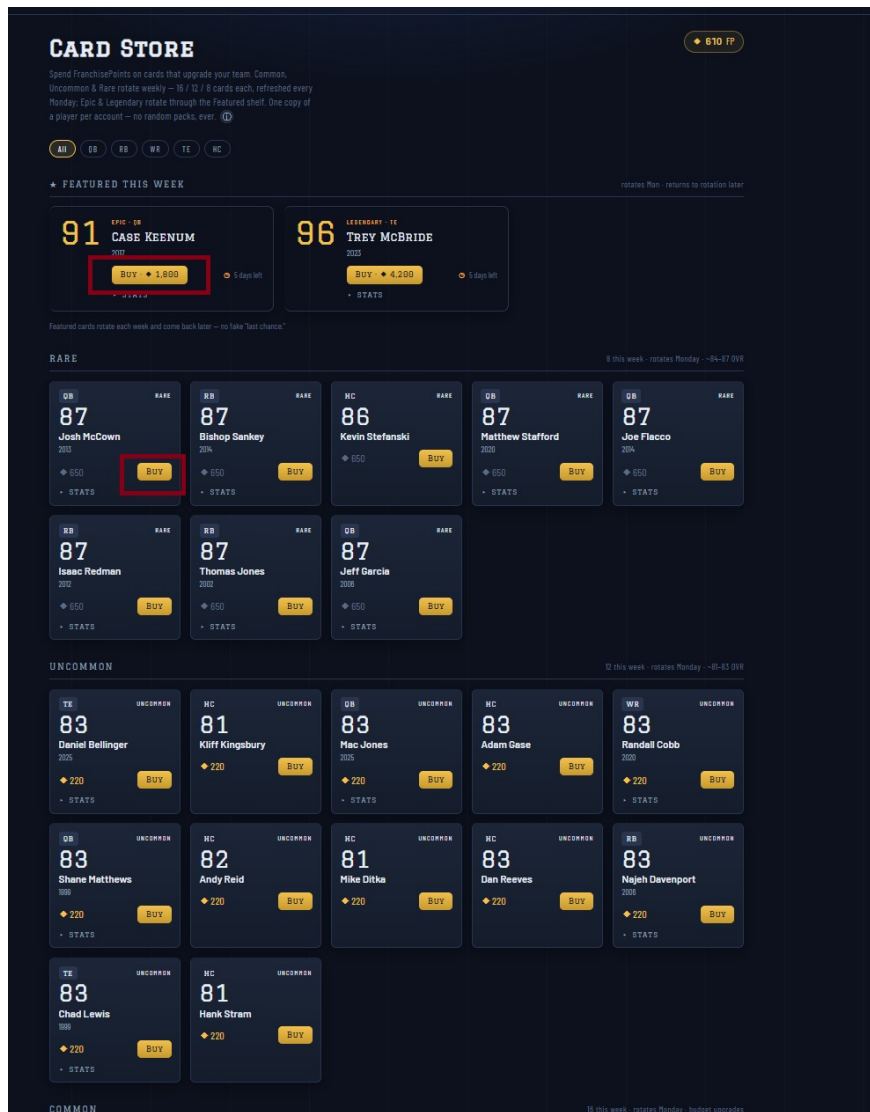 CARD STORE
◆ 610 FP
Spend FranchisePoints on cards that upgrade your team. Common,
Uncommon & Rare rotate weekly — 16 / 12 / 8 cards each, refreshed every
Monday; Epic & Legendary rotate through the Featured shelf. One copy of
a player per account — no random packs, ever. ⓘ
All QB RB WR TE HC
★ FEATURED THIS WEEK
rotates Mon · returns to rotation later
91
EPIC · QB
CASE KEENUM
2017
BUY · ◆ 1,800
5 days left
STATS
96
LEGENDARY · TE
TREY MCBRIDE
2023
BUY · ◆ 4,200
5 days left
STATS
Featured cards rotate each week and come back later — no fake "last chance."
RARE
8 this week · rotates Monday · ~84–87 OVR
QB RARE
87
Josh McCown
2013
◆ 650 BUY
STATS
RB RARE
87
Bishop Sankey
2014
◆ 650 BUY
STATS
HC RARE
86
Kevin Stefanski
◆ 650 BUY
QB RARE
87
Matthew Stafford
2020
◆ 650 BUY
STATS
QB RARE
87
Joe Flacco
2014
◆ 650 BUY
STATS
RB RARE
87
Isaac Redman
2012
◆ 650 BUY
STATS
RB RARE
87
Thomas Jones
2002
◆ 650 BUY
STATS
QB RARE
87
Jeff Garcia
2006
◆ 650 BUY
STATS
UNCOMMON
12 this week · rotates Monday · ~81–83 OVR
TE UNCOMMON
83
Daniel Bellinger
2025
◆ 220 BUY
STATS
HC UNCOMMON
81
Kliff Kingsbury
◆ 220 BUY
QB UNCOMMON
83
Mac Jones
2025
◆ 220 BUY
STATS
HC UNCOMMON
83
Adam Gase
◆ 220 BUY
WR UNCOMMON
83
Randall Cobb
2020
◆ 220 BUY
STATS
QB UNCOMMON
83
Shane Matthews
1999
◆ 220 BUY
STATS
HC UNCOMMON
82
Andy Reid
◆ 220 BUY
HC UNCOMMON
81
Mike Ditka
◆ 220 BUY
HC UNCOMMON
83
Dan Reeves
◆ 220 BUY
RB UNCOMMON
83
Najeh Davenport
2006
◆ 220 BUY
STATS
TE UNCOMMON
83
Chad Lewis
1999
◆ 220 BUY
STATS
HC UNCOMMON
81
Hank Stram
◆ 220 BUY
COMMON
16 this week · rotates Monday · budget upgrades